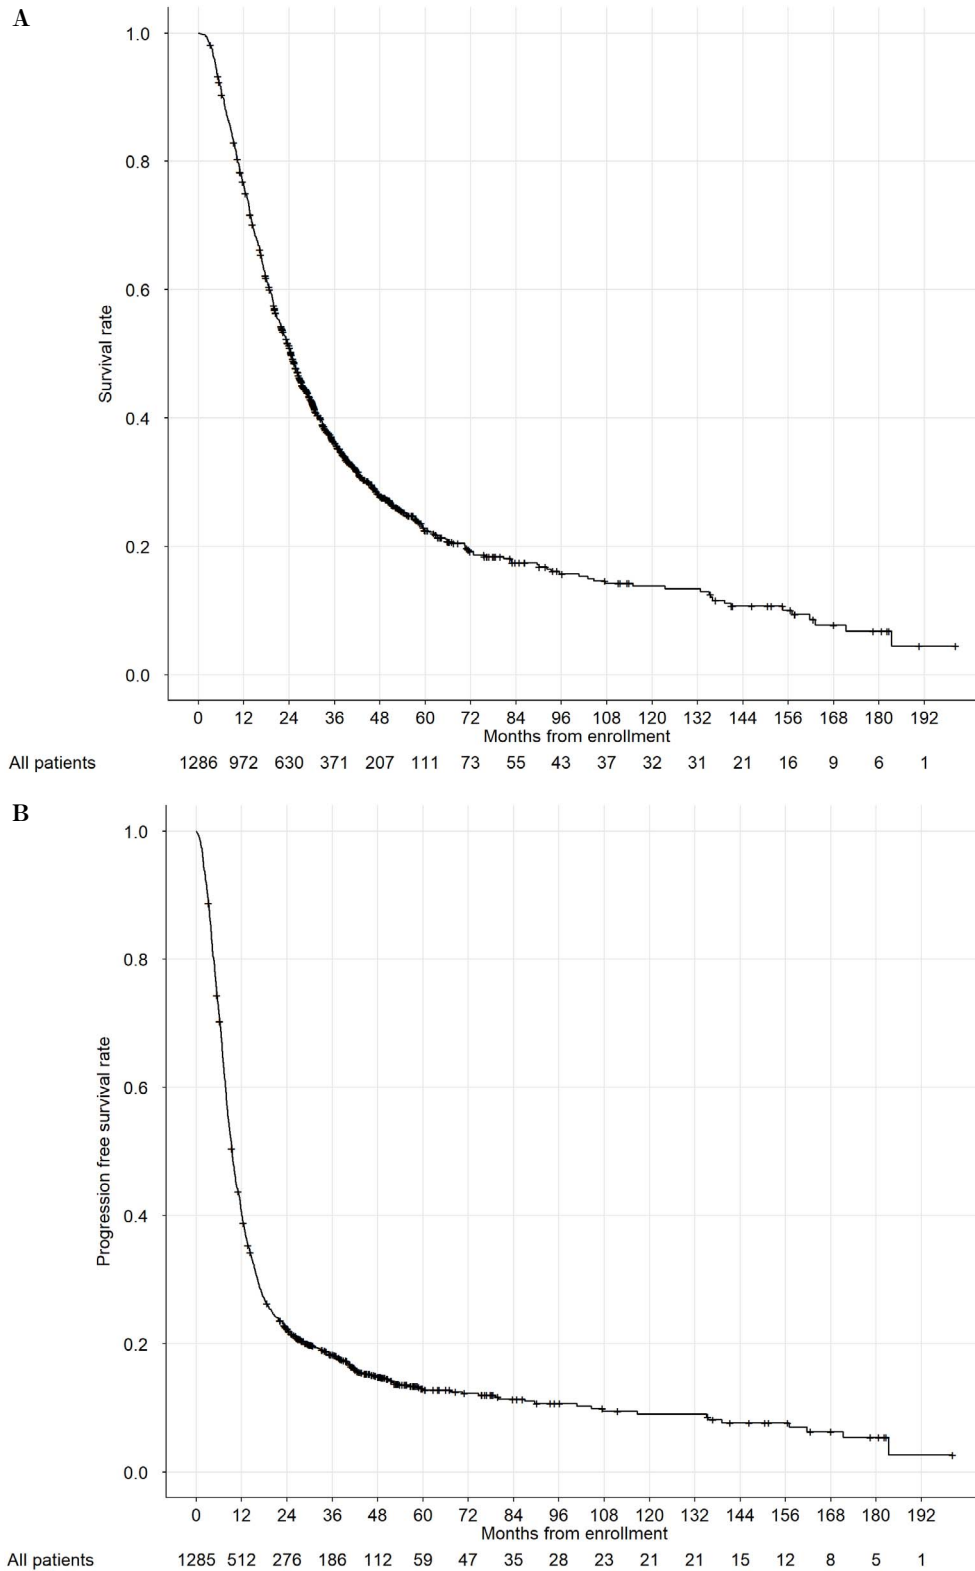 A
1.0
0.8
0.6
0.4
0.2
0.0
Survival rate
0 12 24 36 48 60 72 84 96 108 120 132 144 156 168 180 192
Months from enrollment
All patients 1286 972 630 371 207 111 73 55 43 37 32 31 21 16 9 6 1
B
1.0
0.8
0.6
0.4
0.2
0.0
Progression free survival rate
0 12 24 36 48 60 72 84 96 108 120 132 144 156 168 180 192
Months from enrollment
All patients 1285 512 276 186 112 59 47 35 28 23 21 21 15 12 8 5 1